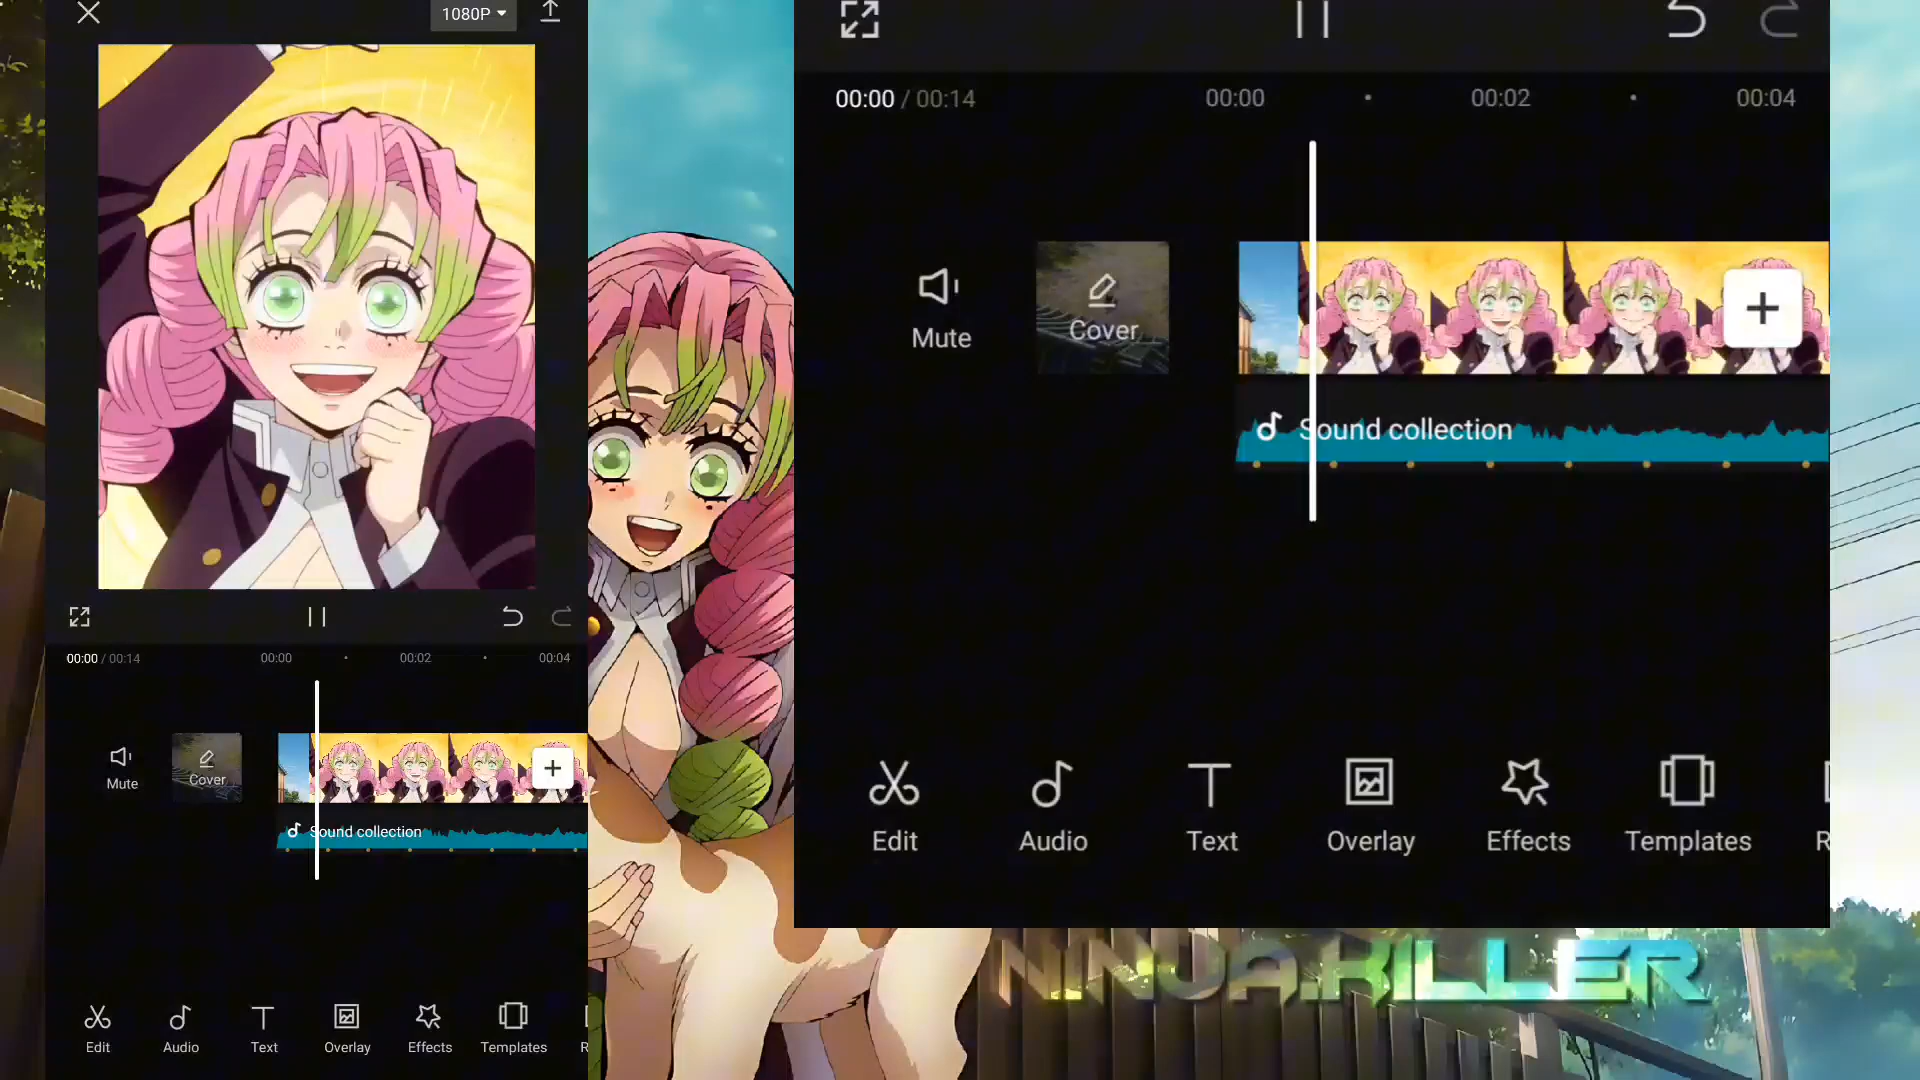 1080P
00:00 / 00:14
00:00
00:02
00:04
Mute
Cover
Sound collection
Edit
Audio
Text
Overlay
Effects
Templates
R
00:00 / 00:14
00:00
00:02
00:04
Mute
Cover
Sound collection
Edit
Audio
Text
Overlay
Effects
Templates
R
NINJA.KILLER